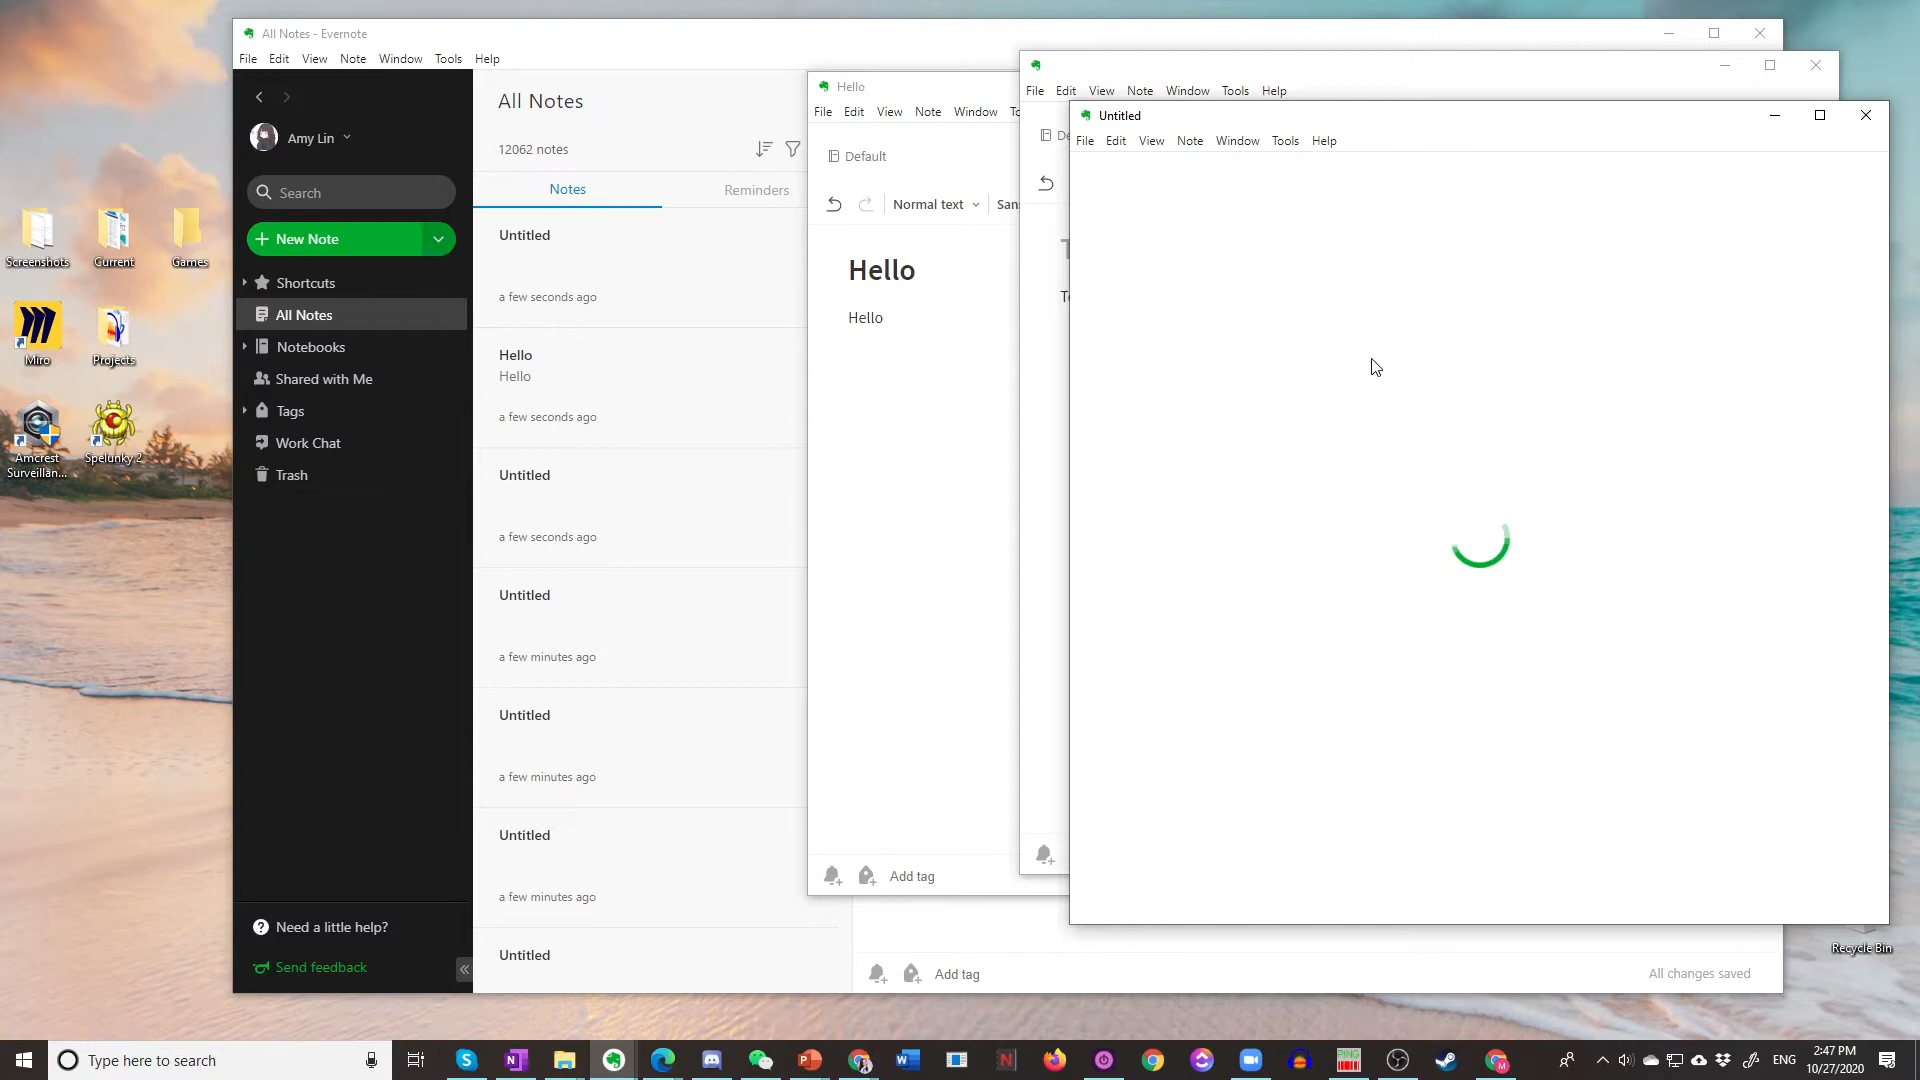 All Notes - Evernote
File Edit View Note Window Tools Help
Amy Lin
Search
New Note
Shortcuts
All Notes
Notebooks
Shared with Me
Tags
Work Chat
Trash
Need a little help?
Send feedback
All Notes
12062 notes
Notes Reminders
Untitled
a few seconds ago
Hello
Hello
a few seconds ago
Untitled
a few seconds ago
Untitled
a few minutes ago
Untitled
a few minutes ago
Untitled
a few minutes ago
Untitled
Hello
File Edit View Note Window To
Default
Normal text San
Hello
Hello
Add tag
File Edit View Note Window Tools Help
De
T
Te
Untitled
File Edit View Note Window Tools Help
Add tag
All changes saved
Screenshots
Current
Games
Miro
Projects
Amcrest
Surveillan...
Spelunky 2
Recycle Bin
Type here to search
PING
ENG
2:47 PM
10/27/2020